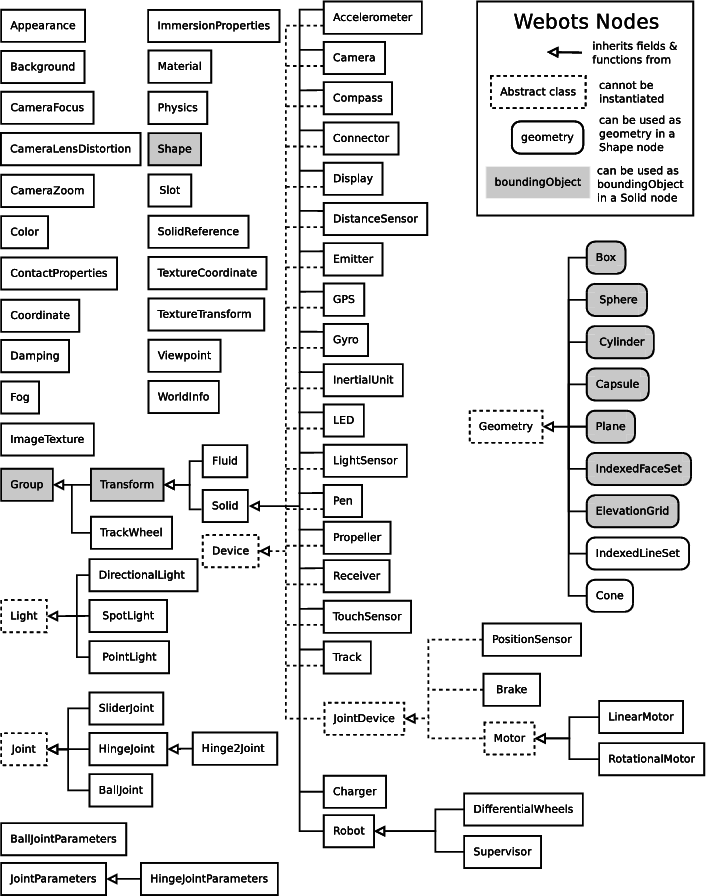 Appearance
Background
CameraFocus
CameraLensDistortion
CameraZoom
Color
ContactProperties
Coordinate
Damping
Fog
ImageTexture
ImmersionProperties
Material
Physics
Shape
Slot
SolidReference
TextureCoordinate
TextureTransform
Viewpoint
WorldInfo
Group
Transform
Fluid
Solid
TrackWheel
Device
Light
DirectionalLight
SpotLight
PointLight
Joint
SliderJoint
HingeJoint
Hinge2Joint
BallJoint
BallJointParameters
JointParameters
HingeJointParameters
Accelerometer
Camera
Compass
Connector
Display
DistanceSensor
Emitter
GPS
Gyro
InertialUnit
LED
LightSensor
Pen
Propeller
Receiver
TouchSensor
Track
JointDevice
Charger
Robot
PositionSensor
Brake
Motor
LinearMotor
RotationalMotor
DifferentialWheels
Supervisor
Webots Nodes
inherits fields &
functions from
Abstract class
cannot be
instantiated
geometry
can be used as
geometry in a
Shape node
boundingObject
can be used as
boundingObject
in a Solid node
Geometry
Box
Sphere
Cylinder
Capsule
Plane
IndexedFaceSet
ElevationGrid
IndexedLineSet
Cone